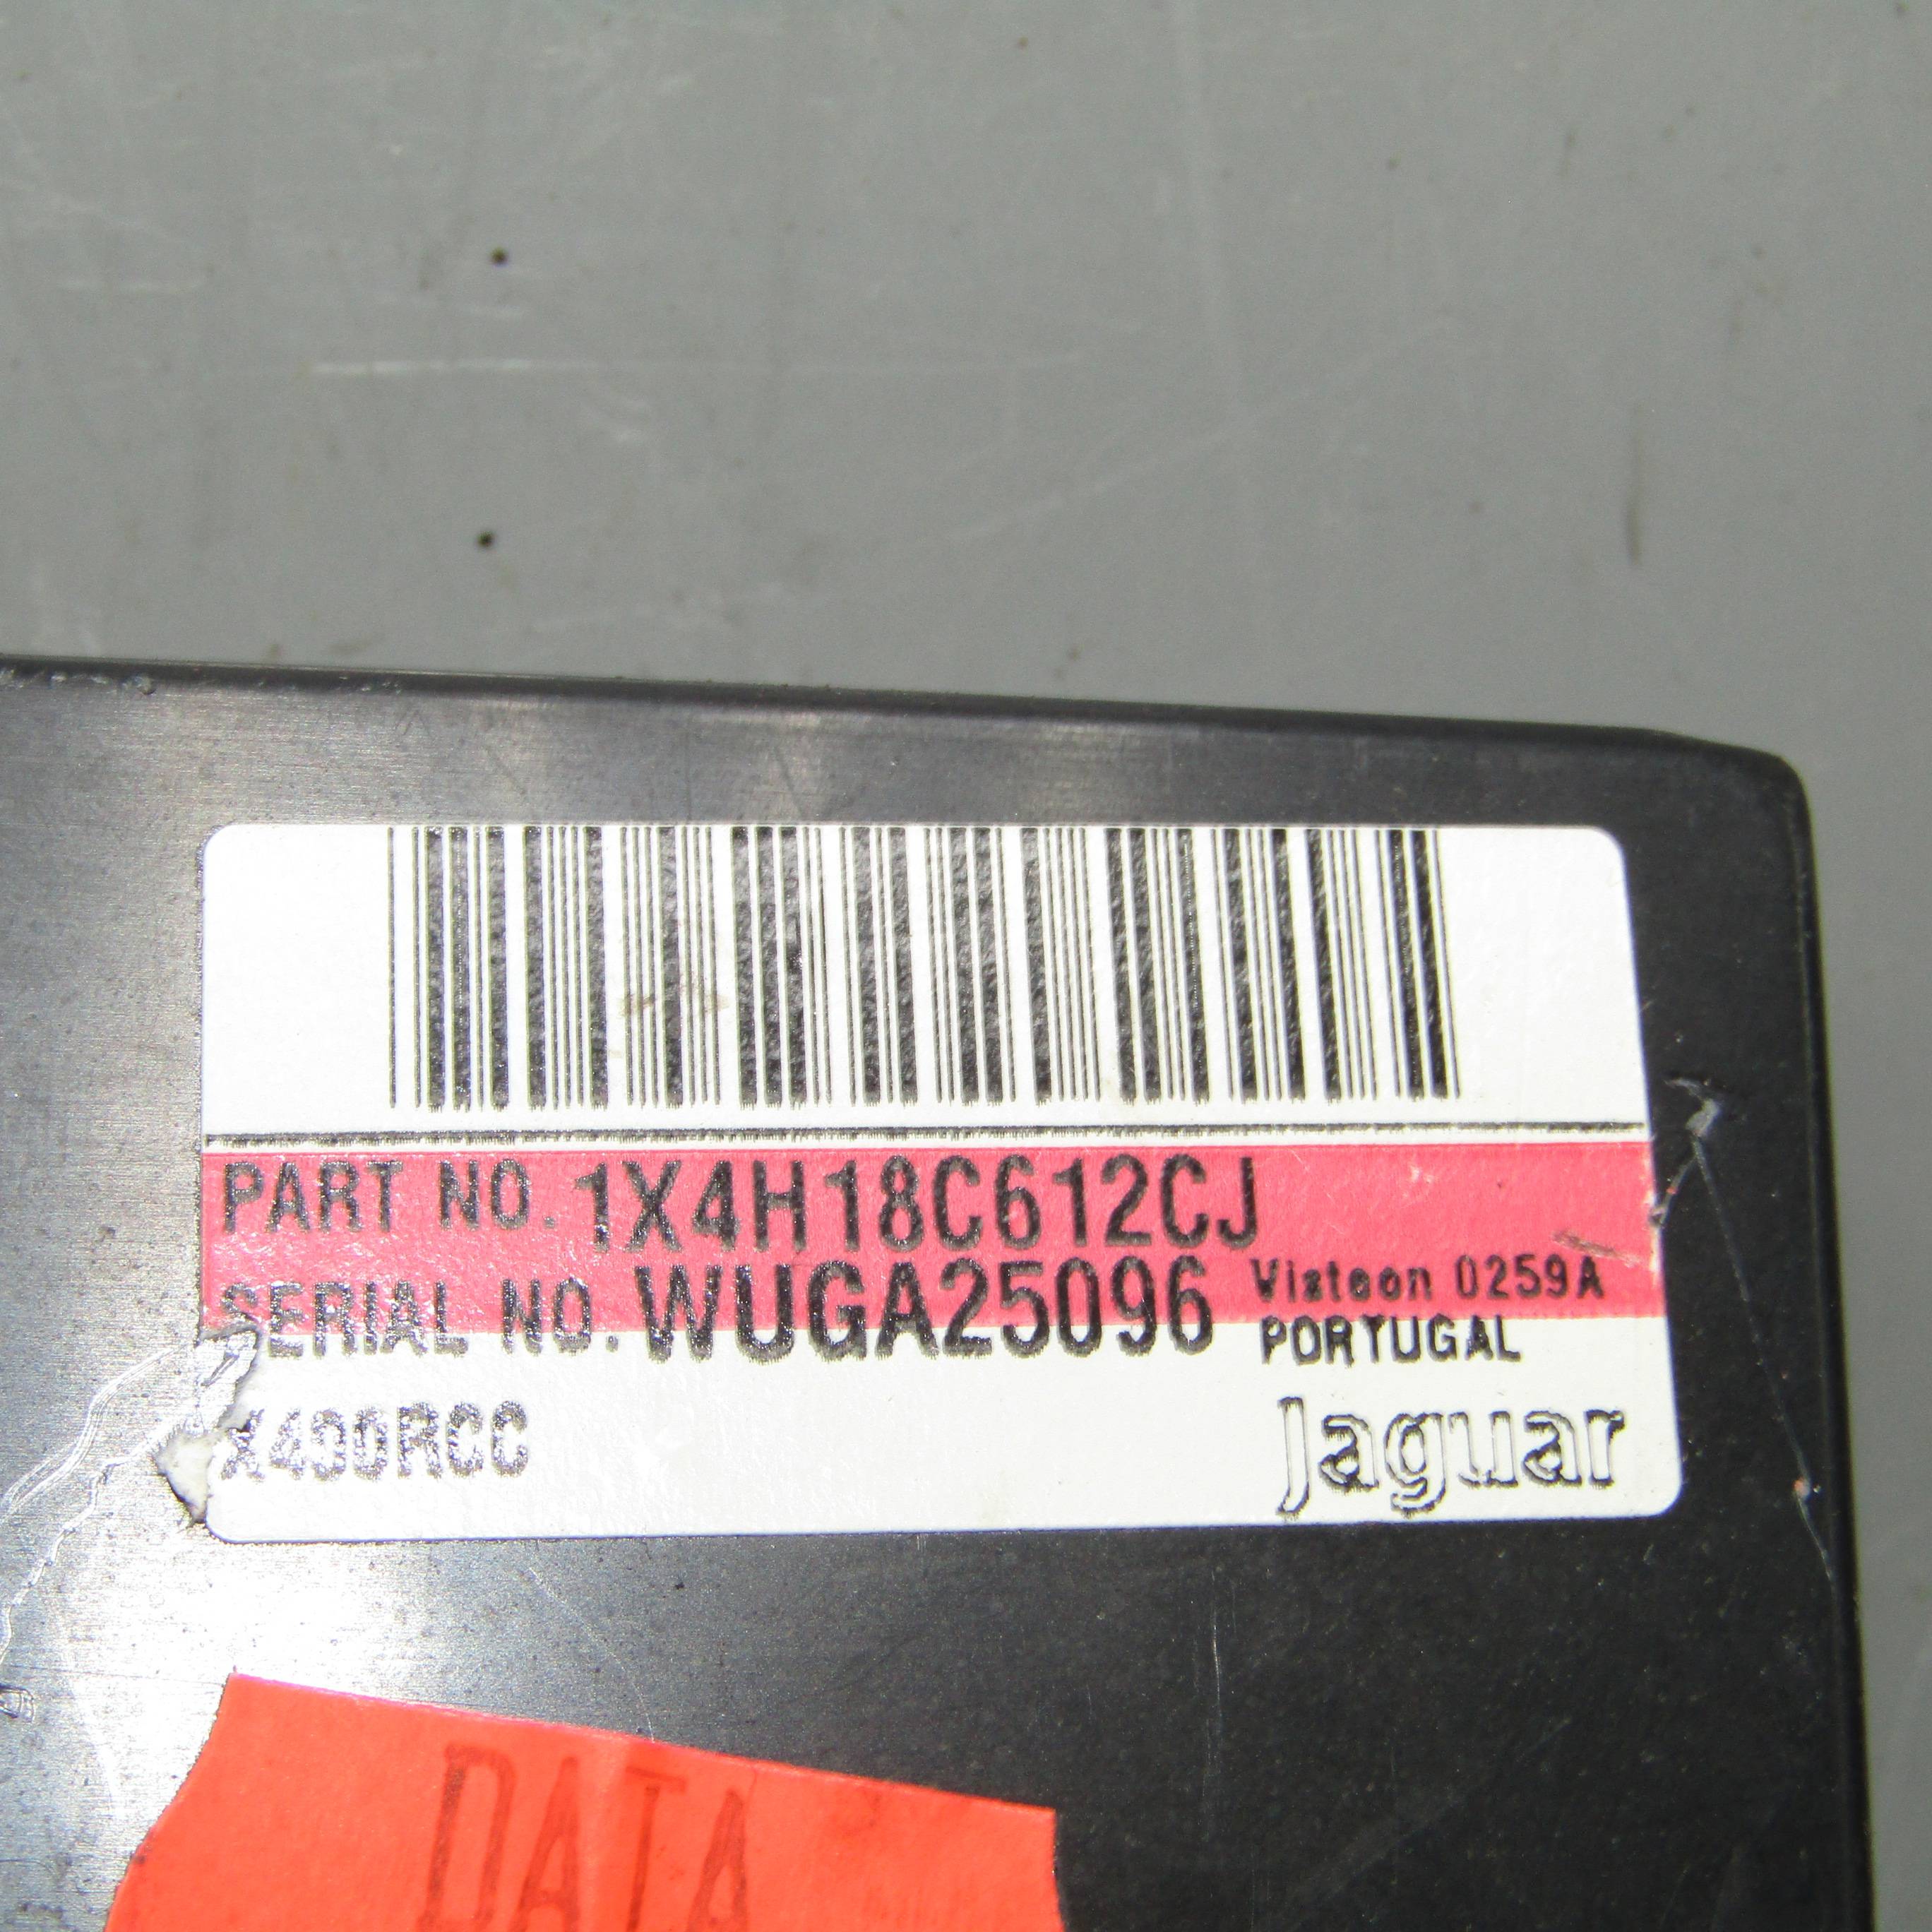 PART NO. 1X4H18C612CJ
SERIAL NO. WUGA25096 Visteon 0259A
PORTUGAL
X400RCC Jaguar
DATA